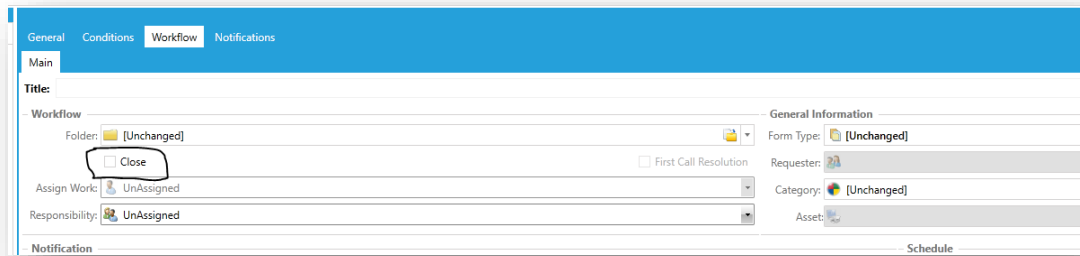 General Conditions Workflow Notifications
Main
Title:
Workflow
General Information
Folder: [Unchanged]
Form Type: [Unchanged]
Close
First Call Resolution
Requester:
Assign Work: UnAssigned
Category: [Unchanged]
Responsibility: UnAssigned
Asset:
Notification
Schedule